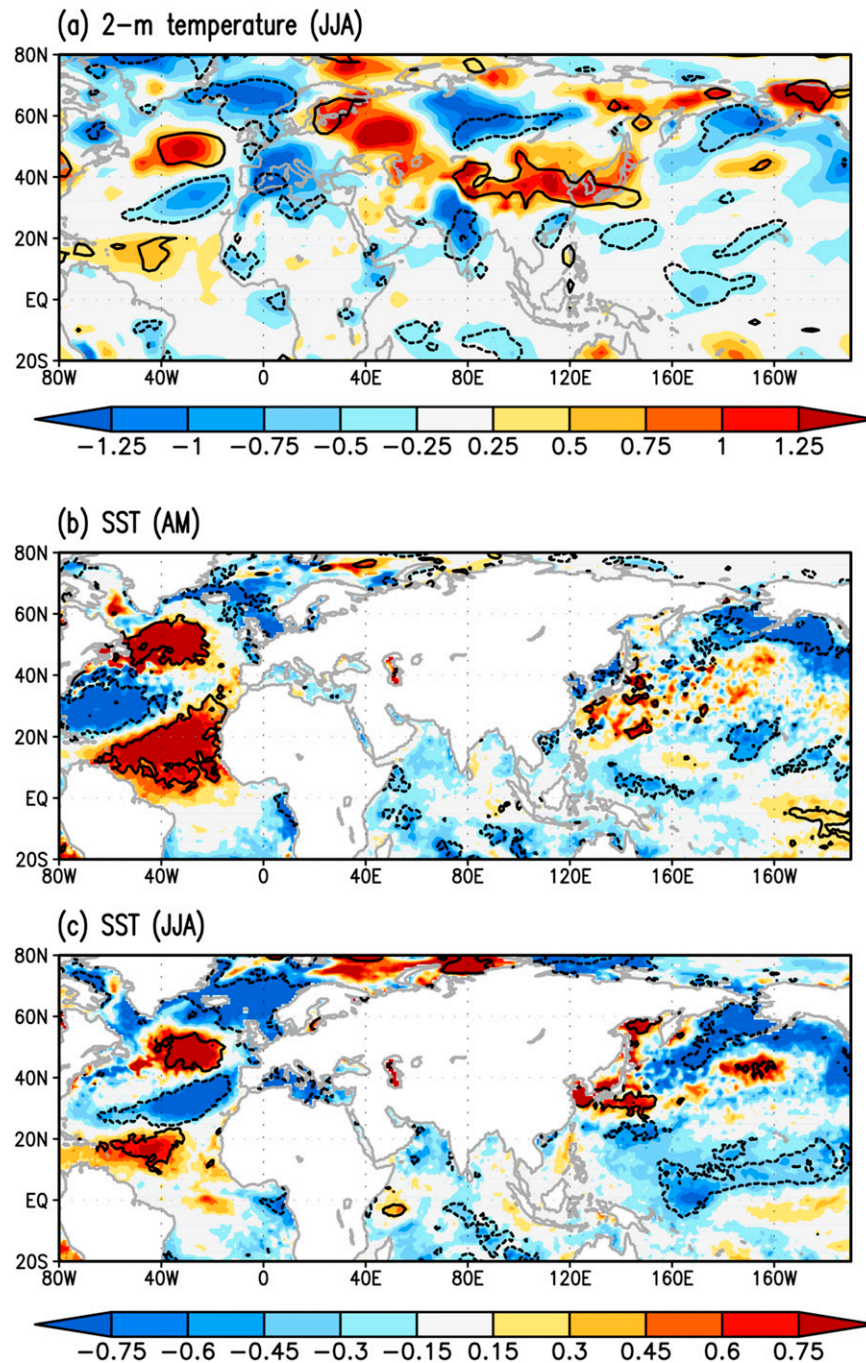 (a) 2-m temperature (JJA)
80N
60N
40N
20N
EQ
20S
80W 40W 0 40E 80E 120E 160E 160W
-1.25 -1 -0.75 -0.5 -0.25 0.25 0.5 0.75 1 1.25
(b) SST (AM)
80N
60N
40N
20N
EQ
20S
80W 40W 0 40E 80E 120E 160E 160W
(c) SST (JJA)
80N
60N
40N
20N
EQ
20S
80W 40W 0 40E 80E 120E 160E 160W
-0.75 -0.6 -0.45 -0.3 -0.15 0.15 0.3 0.45 0.6 0.75